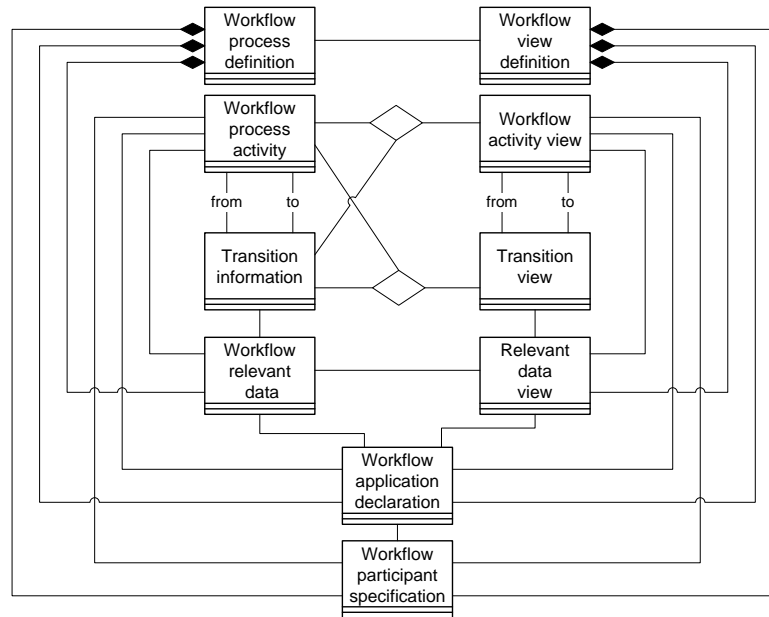 Workflow
process
definition
Workflow
view
definition
Workflow
process
activity
Workflow
activity view
from
to
from
to
Transition
information
Transition
view
Workflow
relevant
data
Relevant
data
view
Workflow
application
declaration
Workflow
participant
specification